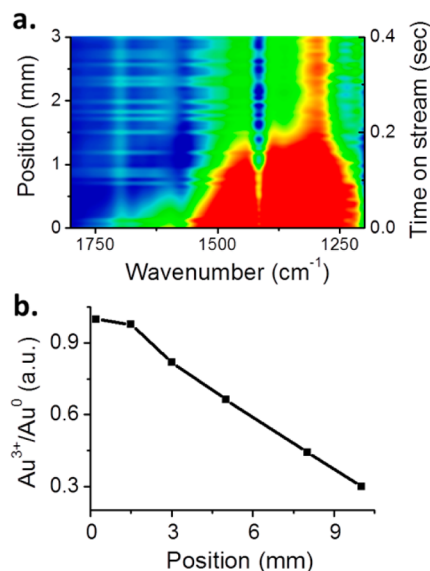 a.
3
2
1
0
Position (mm)
0.4
0.2
0.0
Time on stream (sec)
1750
1500
1250
Wavenumber (cm⁻¹)
b.
0.9
0.6
0.3
Au³⁺/Au⁰ (a.u.)
0
3
6
9
Position (mm)